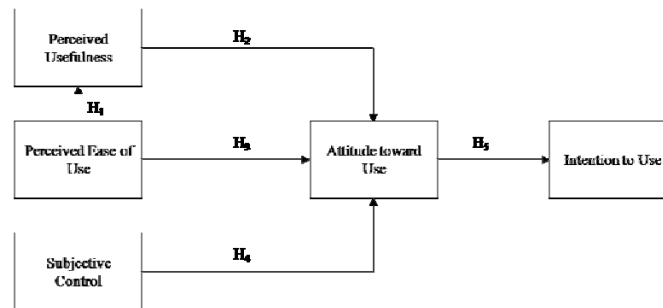 Perceived
Usefulness
H2
H1
Perceived Ease of
Use
H3
Attitude toward
Use
H5
Intention to Use
Subjective
Control
H4